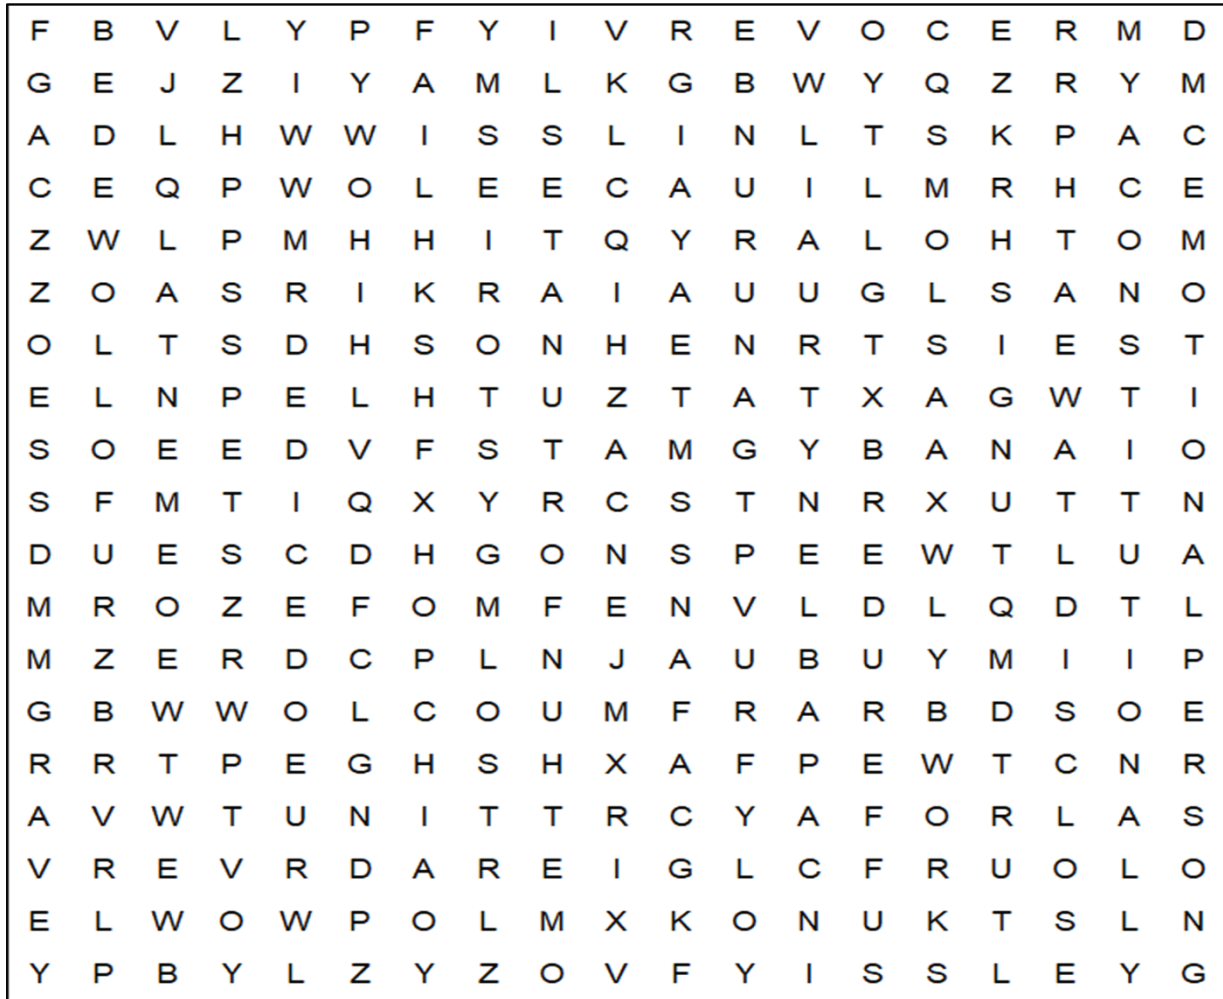 F B V L Y P F Y I V R E V O C E R M D
G E J Z I Y A M L K G B W Y Q Z R Y M
A D L H W W I S S L I N L T S K P A C
C E Q P W O L E E C A U I L M R H C E
Z W L P M H H I T Q Y R A L O H T O M
Z O A S R I K R A I A U U G L S A N O
O L T S D H S O N H E N R T S I E S T
E L N P E L H T U Z T A T X A G W T I
S O E E D V F S T A M G Y B A N A I O
S F M T I Q X Y R C S T N R X U T T N
D U E S C D H G O N S P E E W T L U A
M R O Z E F O M F E N V L D L Q D T L
M Z E R D C P L N J A U B U Y M I I P
G B W W O L C O U M F R A R B D S O E
R R T P E G H S H X A F P E W T C N R
A V W T U N I T T R C Y A F O R L A S
V R E V R D A R E I G L C F R U O L O
E L W O W P O L M X K O N U K T S L N
Y P B Y L Z Y Z O V F Y I S S L E Y G